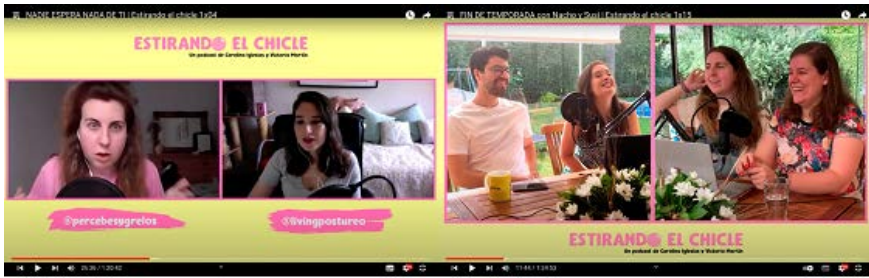 NADIE ESPERA NADA DE TI | Estirando el chicle 1x04
ESTIRANDO EL CHICLE
Un podcast de Carolina Iglesias y Victoria Martín
@percebesygrelos
@livingpostureo
FIN DE TEMPORADA con Nacho y Susi | Estirando el chicle 1x15
ESTIRANDO EL CHICLE
Un podcast de Carolina Iglesias y Victoria Martín